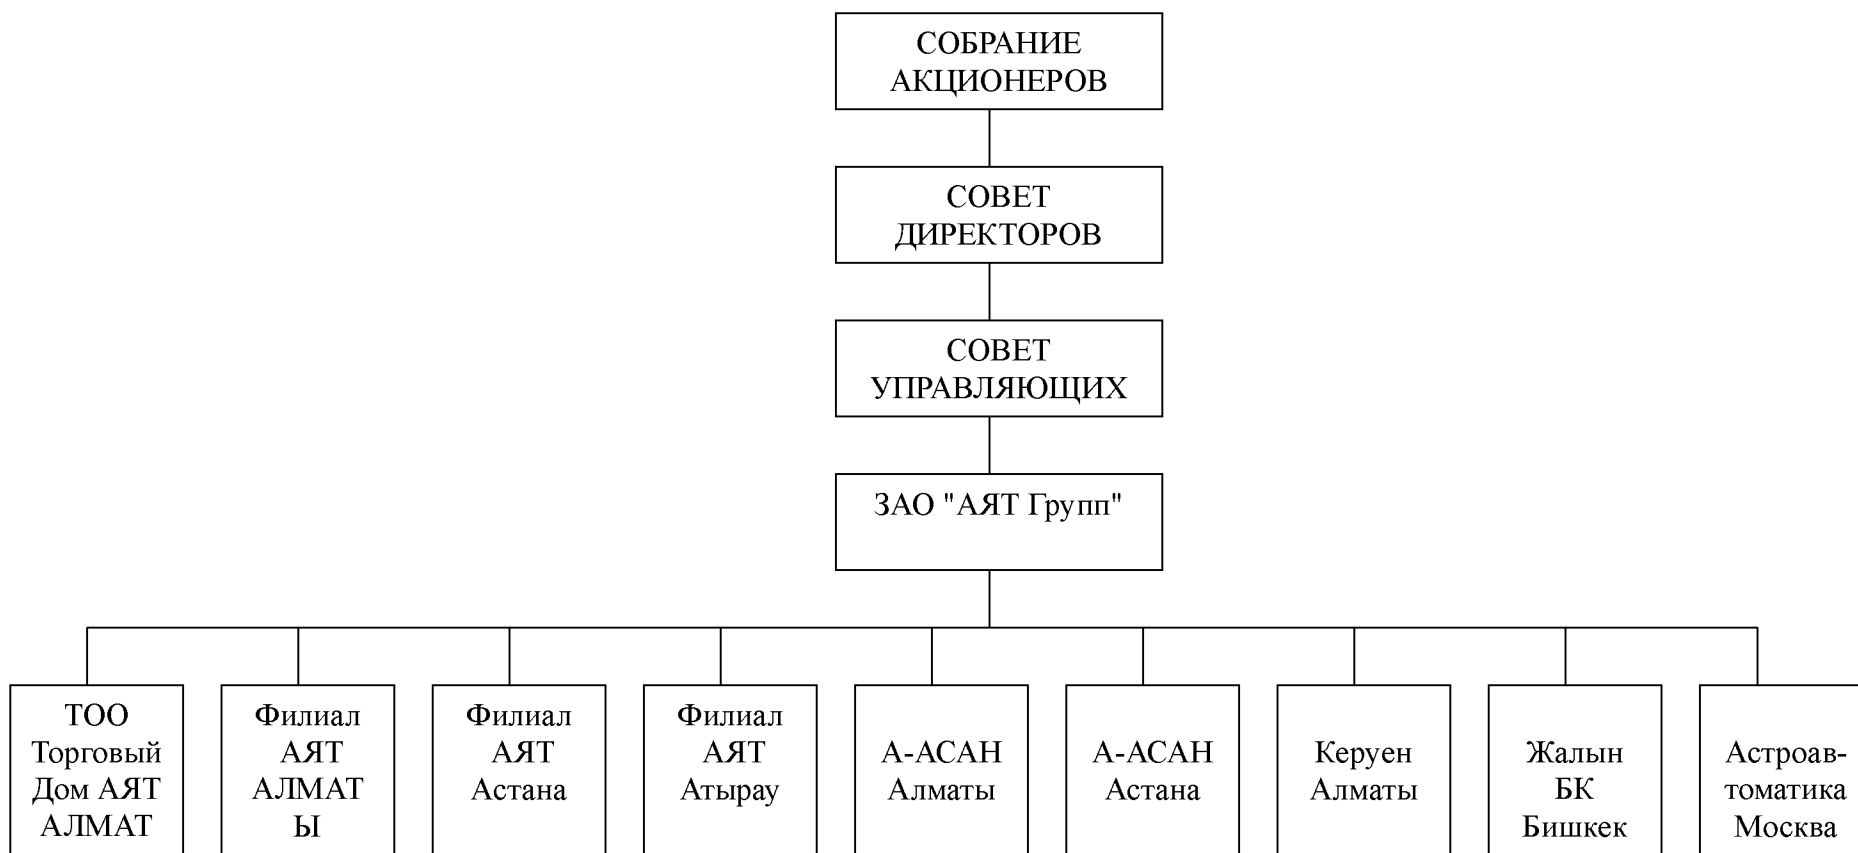 СОБРАНИЕ
АКЦИОНЕРОВ
СОВЕТ
ДИРЕКТОРОВ
СОВЕТ
УПРАВЛЯЮЩИХ
ЗАО "АЯТ Групп"
ТОО
Торговый
Дом АЯТ
АЛМАТ
Филиал
АЯТ
АЛМАТ
Ы
Филиал
АЯТ
Астана
Филиал
АЯТ
Атырау
А-АСАН
Алматы
А-АСАН
Астана
Керуен
Алматы
Жалын
БК
Бишкек
Астроав-
томатика
Москва